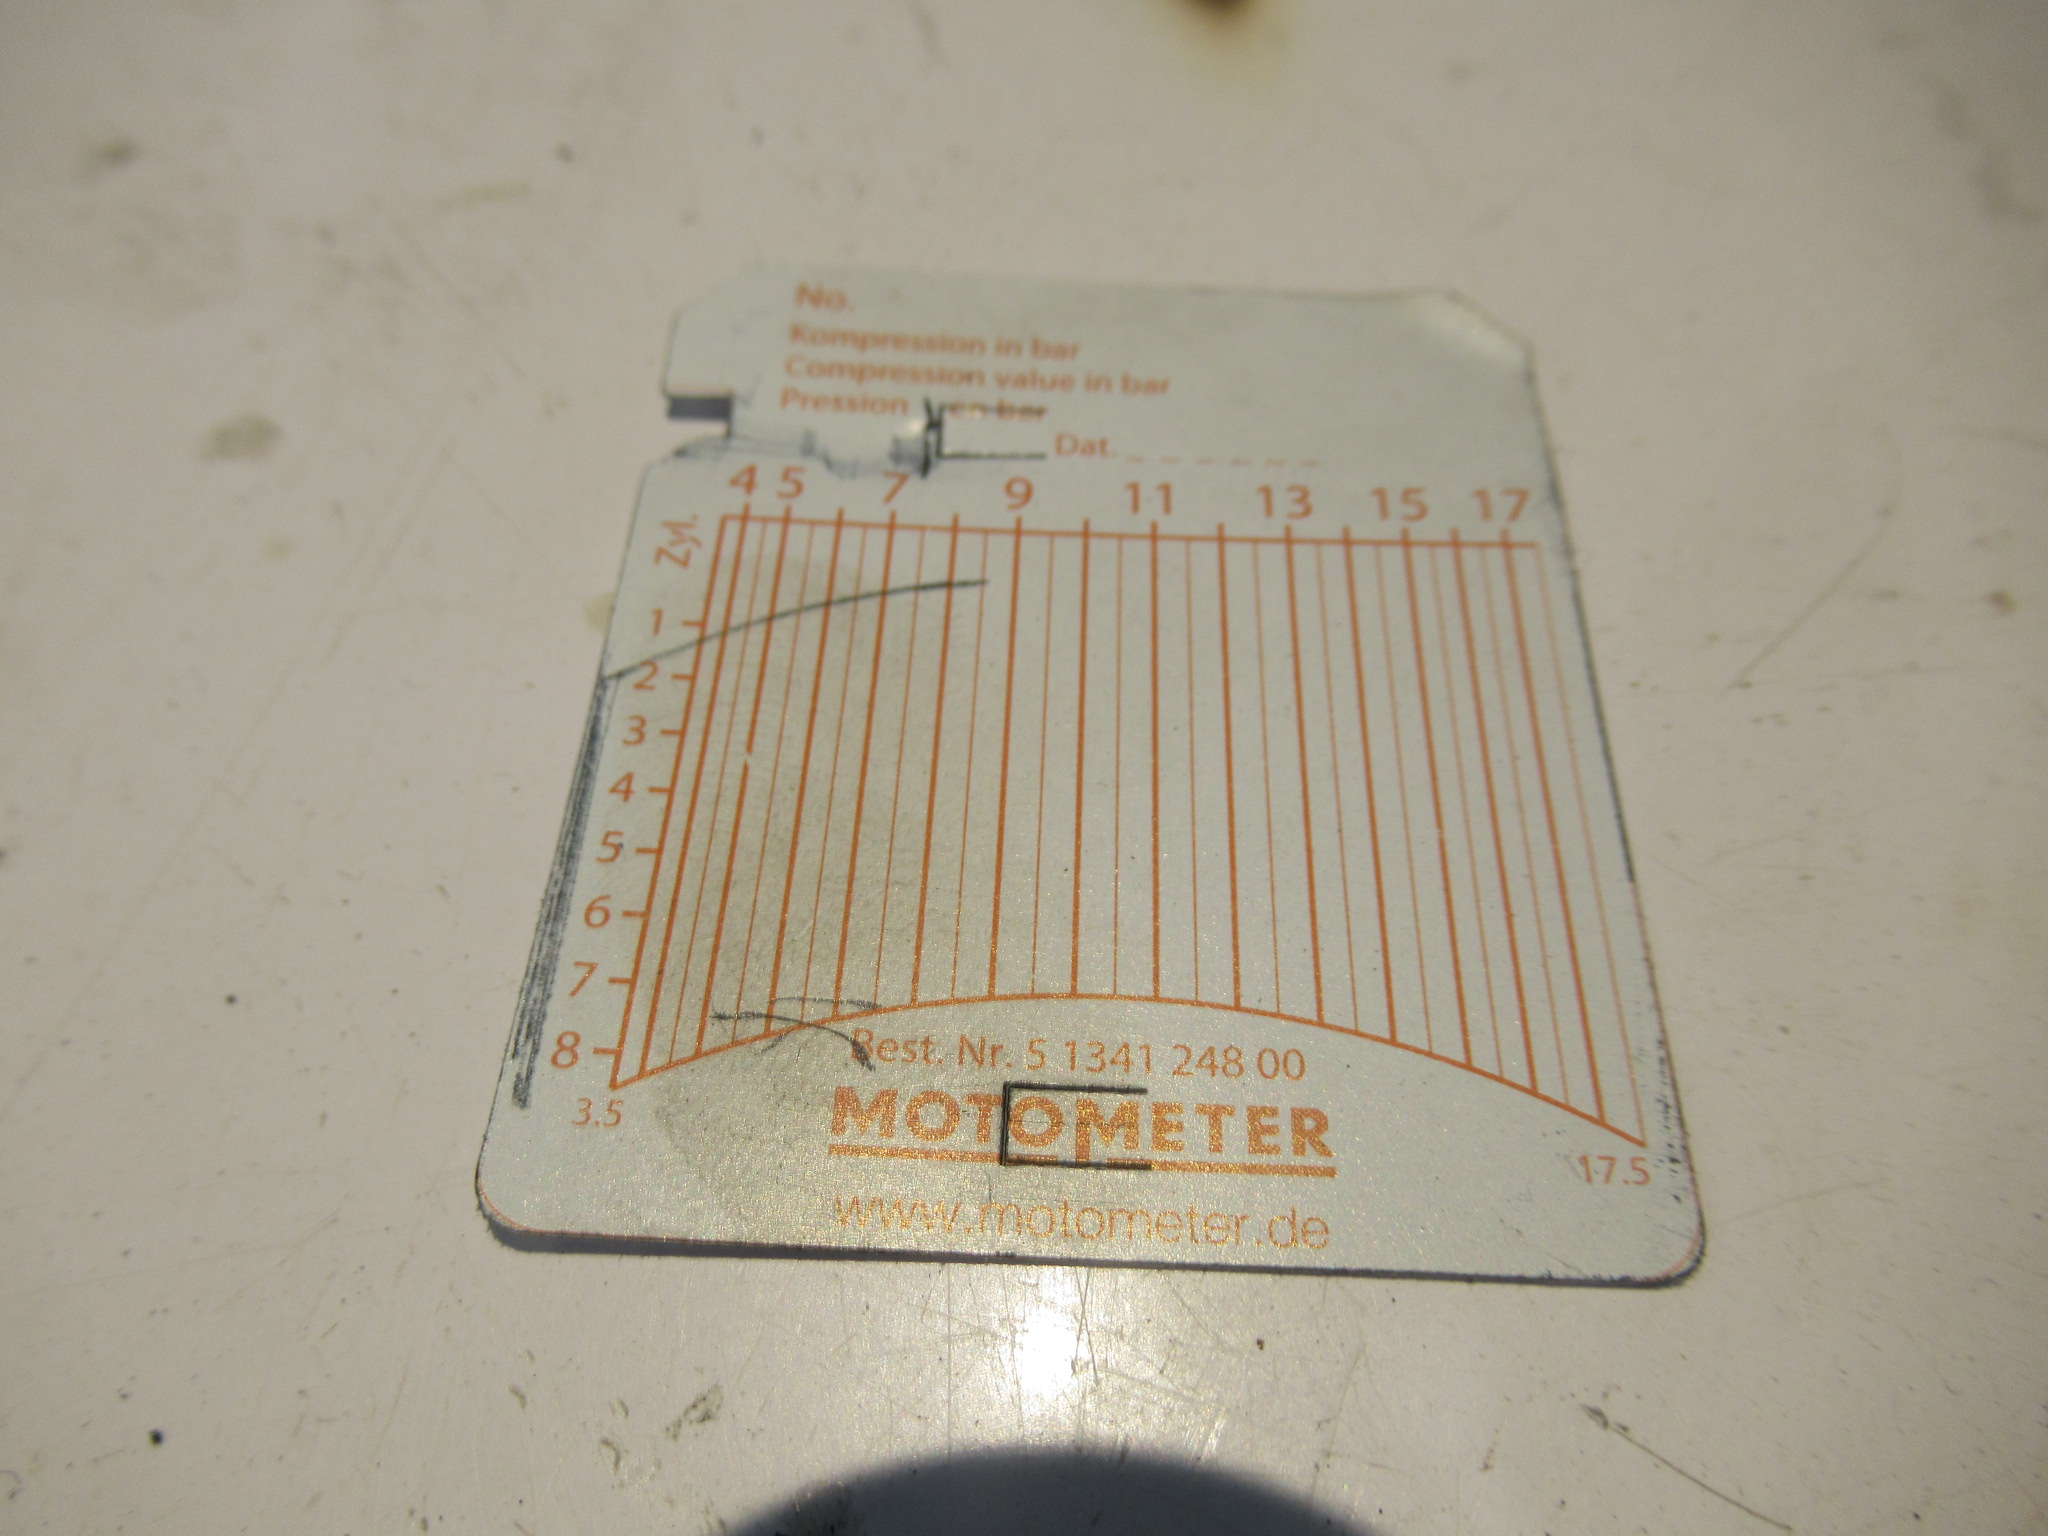 No.
Kompression in bar
Compression value in bar
Pression en bar
Dat.
4 5 7 9 11 13 15 17
Zyl.
1
2
3
4
5
6
7
8
3.5
17.5
Best. Nr. 5 1341 248 00
MOTOMETER
www.motometer.de